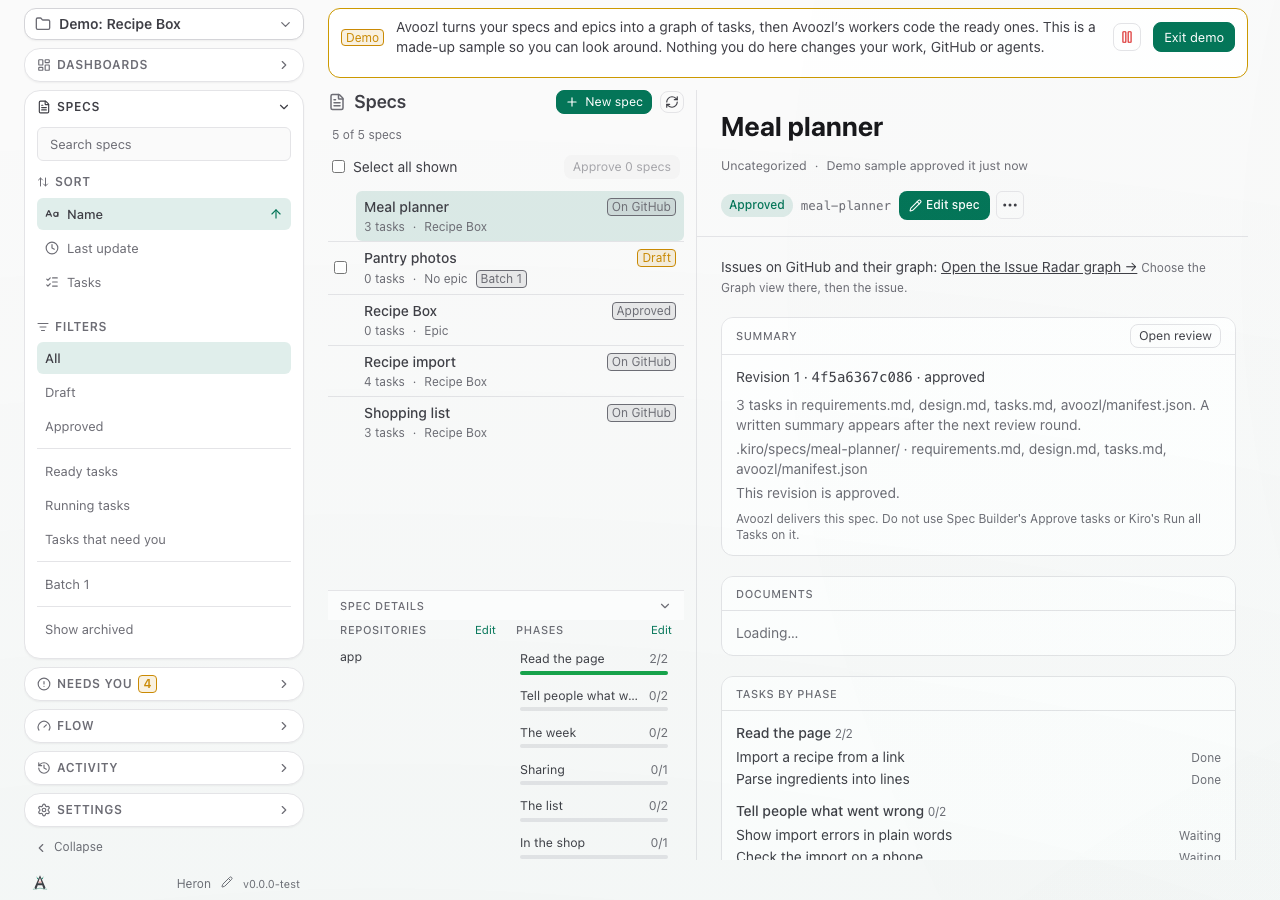 Demo: Recipe Box
DASHBOARDS
SPECS
Search specs
SORT
Aa Name
Last update
Tasks
FILTERS
All
Draft
Approved
Ready tasks
Running tasks
Tasks that need you
Batch 1
Show archived
NEEDS YOU 4
FLOW
ACTIVITY
SETTINGS
Collapse
Heron v0.0.0-test
Demo
Avoozl turns your specs and epics into a graph of tasks, then Avoozl's workers code the ready ones. This is a
made-up sample so you can look around. Nothing you do here changes your work, GitHub or agents.
Exit demo
Specs
New spec
5 of 5 specs
Select all shown
Approve 0 specs
Meal planner On GitHub
3 tasks · Recipe Box
Pantry photos Draft
0 tasks · No epic Batch 1
Recipe Box Approved
0 tasks · Epic
Recipe import On GitHub
4 tasks · Recipe Box
Shopping list On GitHub
3 tasks · Recipe Box
SPEC DETAILS
REPOSITORIES Edit
app
PHASES Edit
Read the page 2/2
Tell people what w... 0/2
The week 0/2
Sharing 0/1
The list 0/2
In the shop 0/1
Meal planner
Uncategorized · Demo sample approved it just now
Approved meal-planner Edit spec
Issues on GitHub and their graph: Open the Issue Radar graph → Choose the
Graph view there, then the issue.
SUMMARY
Open review
Revision 1 · 4f5a6367c086 · approved
3 tasks in requirements.md, design.md, tasks.md, avoozl/manifest.json. A
written summary appears after the next review round.
.kiro/specs/meal-planner/ · requirements.md, design.md, tasks.md,
avoozl/manifest.json
This revision is approved.
Avoozl delivers this spec. Do not use Spec Builder's Approve tasks or Kiro's Run all
Tasks on it.
DOCUMENTS
Loading...
TASKS BY PHASE
Read the page 2/2
Import a recipe from a link Done
Parse ingredients into lines Done
Tell people what went wrong 0/2
Show import errors in plain words Waiting
Check the import on a phone Waiting